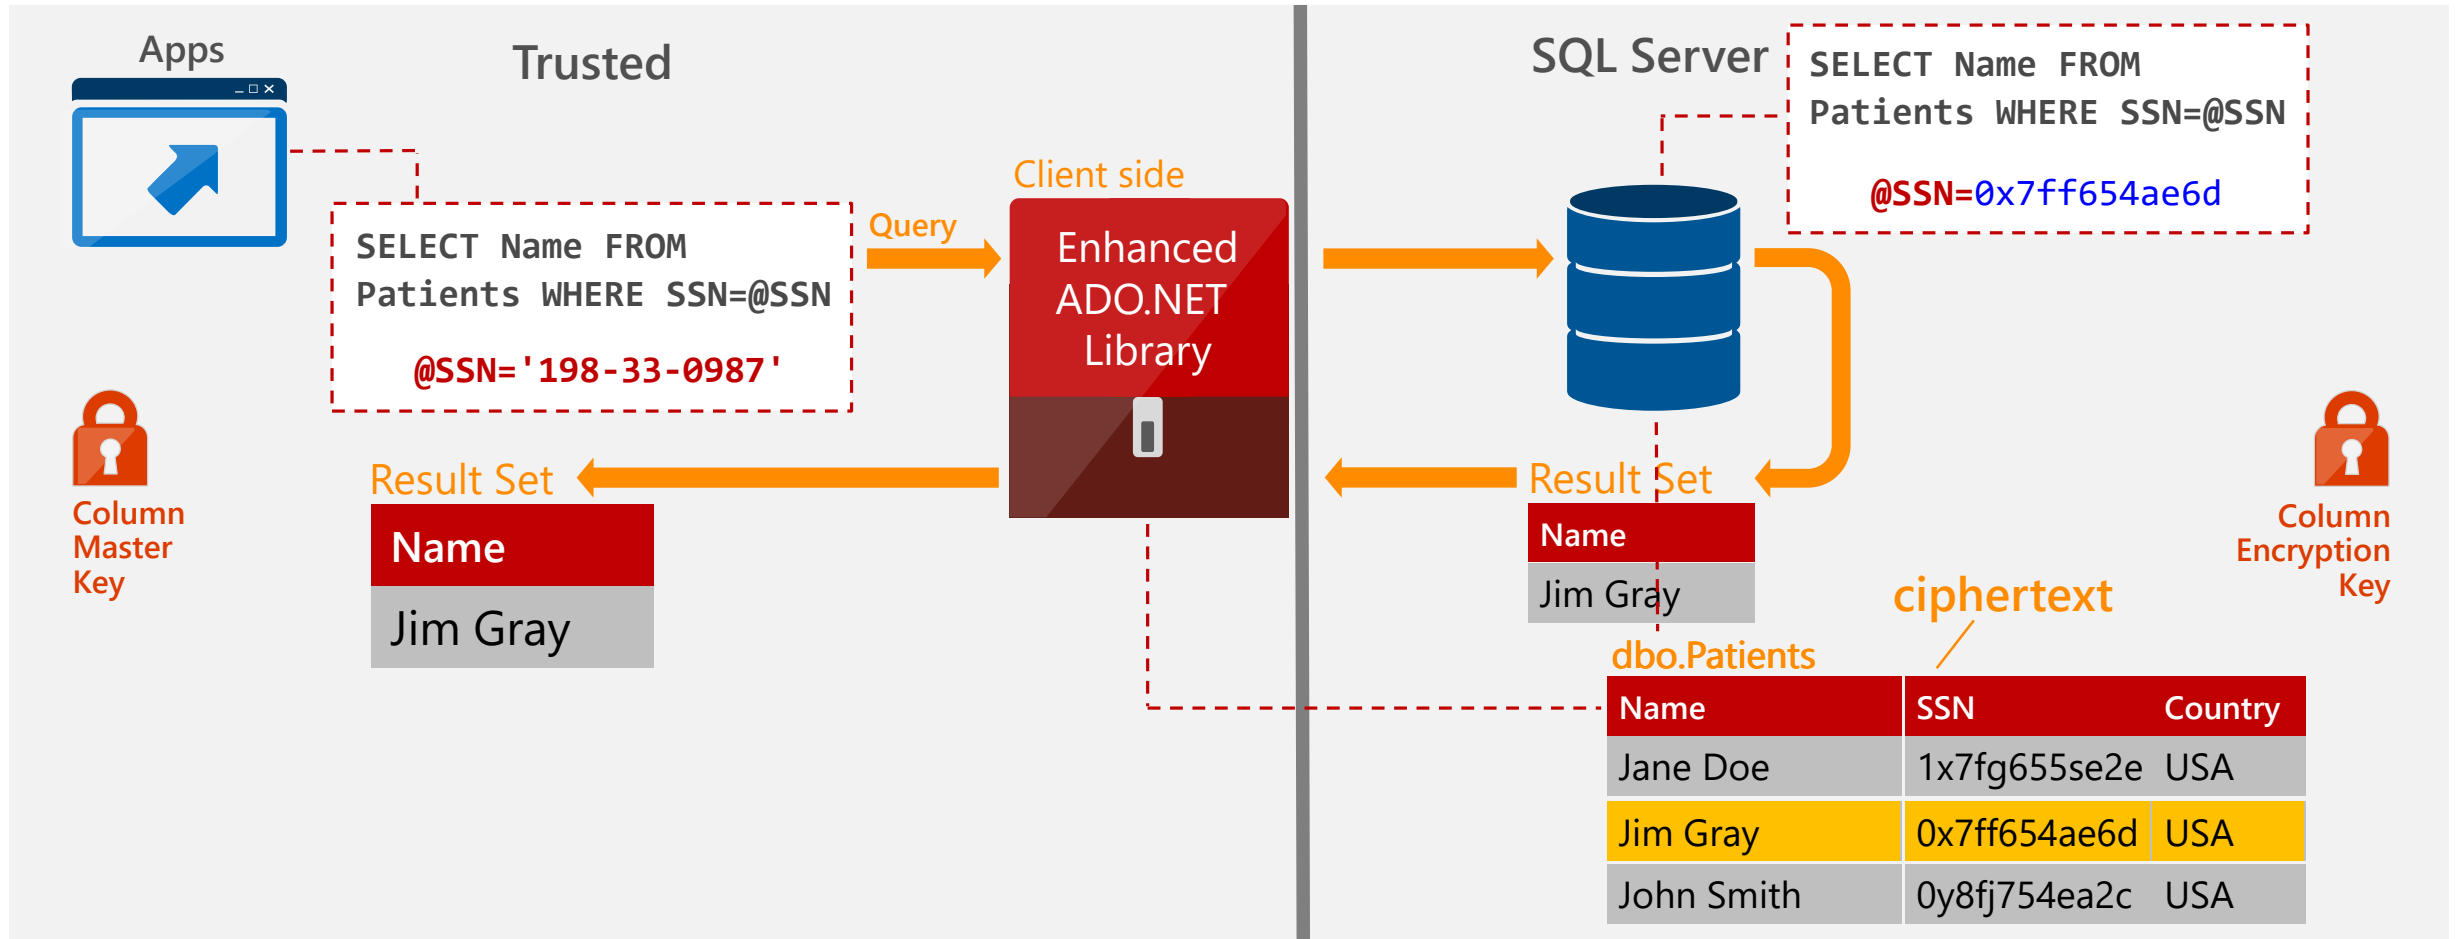 Apps
Trusted
SELECT Name FROM
Patients WHERE SSN=@SSN
@SSN='198-33-0987'
Query
Client side
Enhanced
ADO.NET
Library
Column
Master
Key
Result Set
Name
Jim Gray
SQL Server
SELECT Name FROM
Patients WHERE SSN=@SSN
@SSN=0x7ff654ae6d
Result Set
Name
Jim Gray
Column
Encryption
Key
ciphertext
dbo.Patients
Name SSN Country
Jane Doe 1x7fg655se2e USA
Jim Gray 0x7ff654ae6d USA
John Smith 0y8fj754ea2c USA